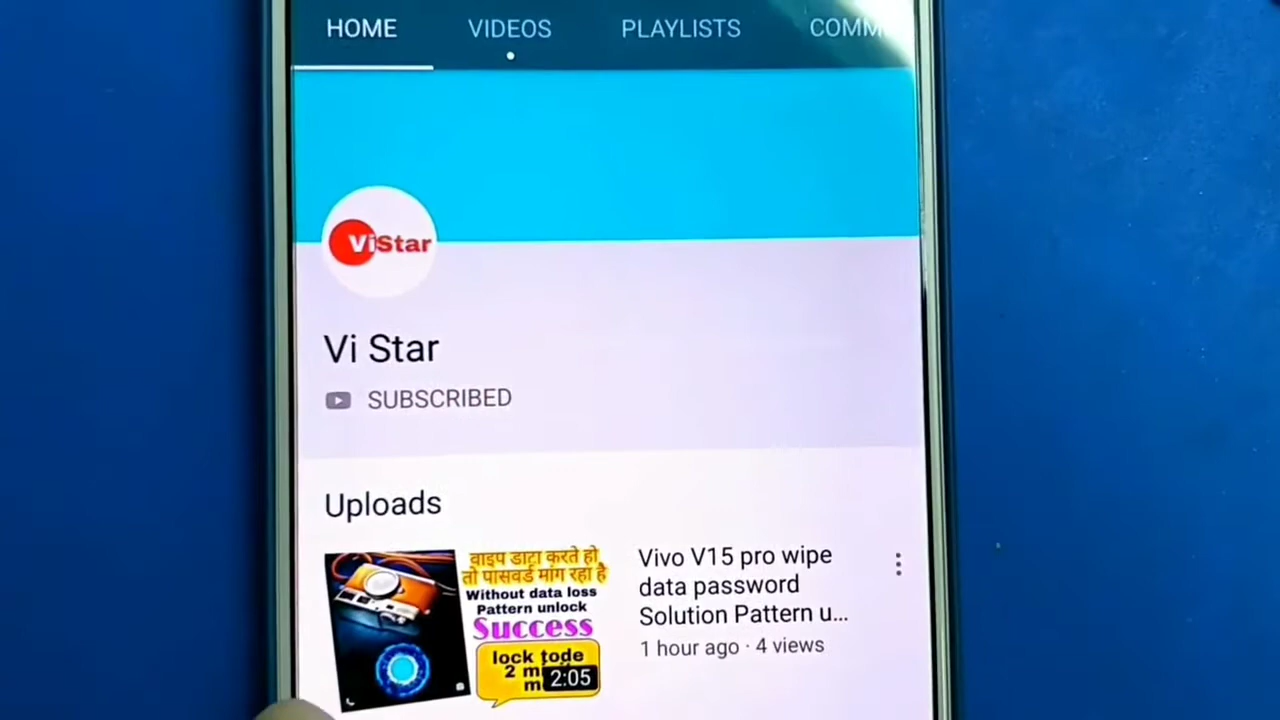 HOME VIDEOS PLAYLISTS COMM
ViStar
Vi Star
SUBSCRIBED
Uploads
वाइप डाटा करते हो
तो पासवर्ड मांग रहा है
Without data loss
Pattern unlock
Success
lock tode
2 m
m
2:05
Vivo V15 pro wipe
data password
Solution Pattern u...
1 hour ago · 4 views